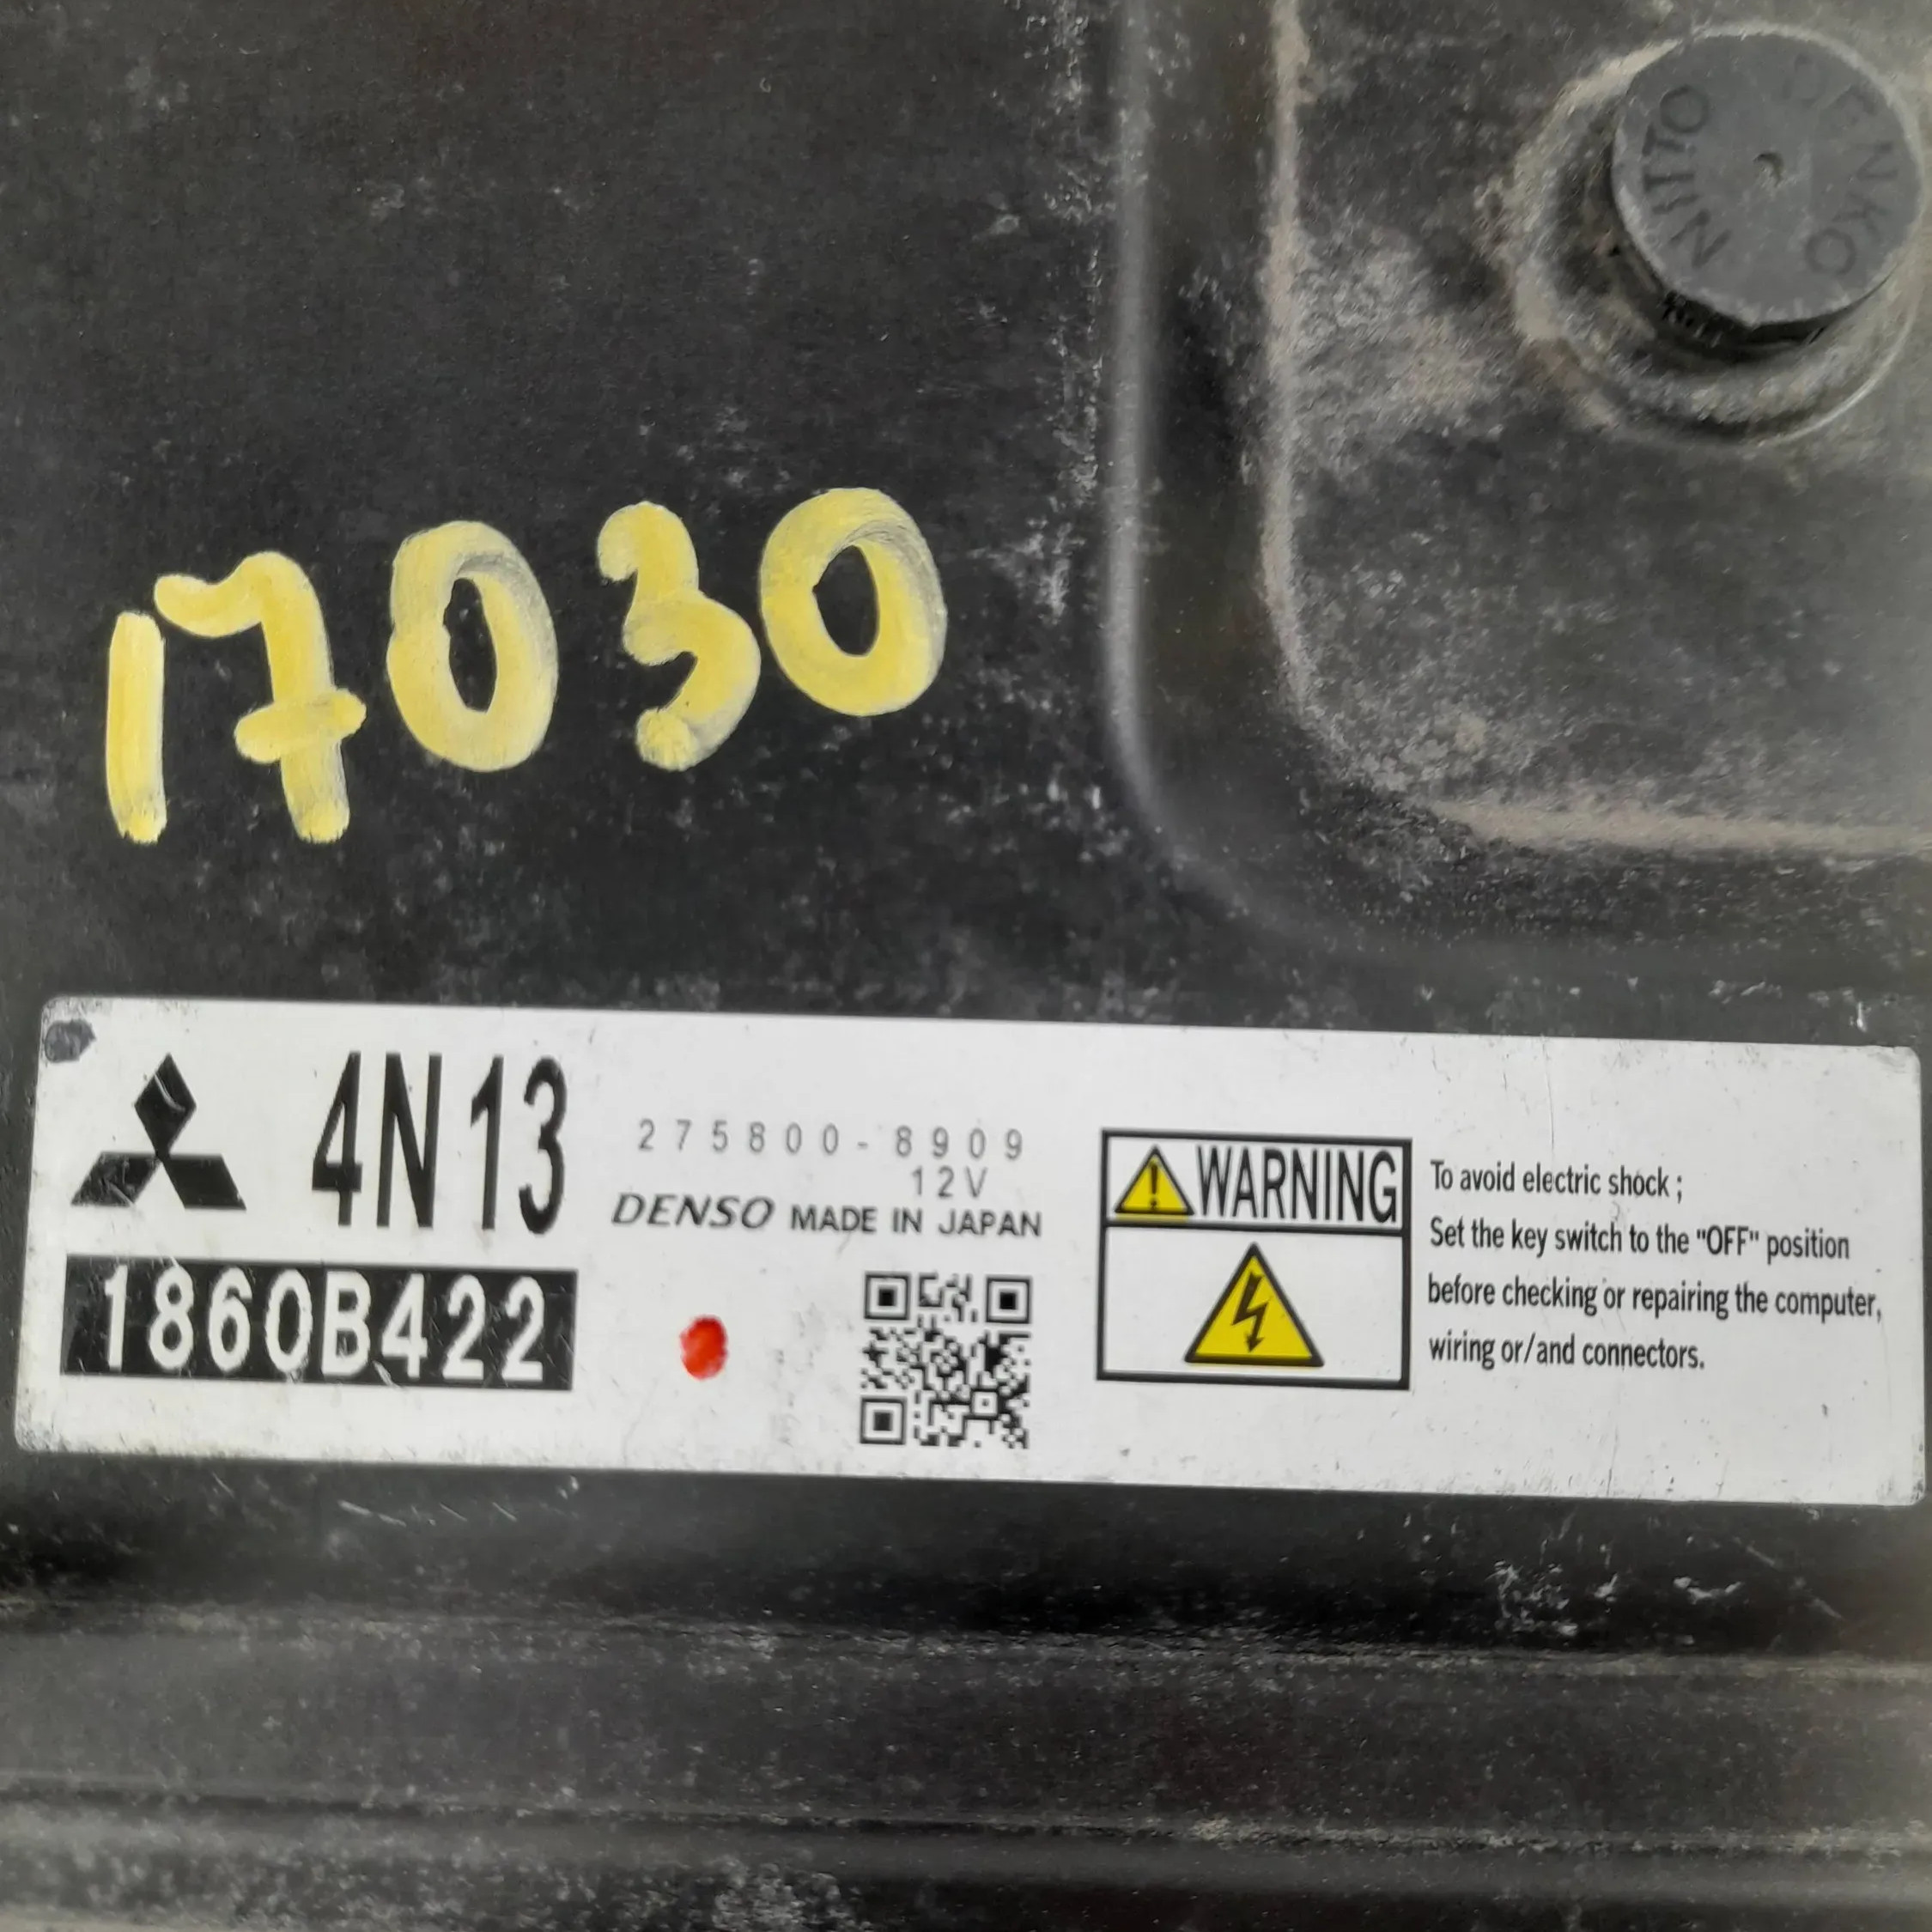 NITTO DENKO
17030
4N13
275800-8909
12V
DENSO MADE IN JAPAN
1860B422
WARNING
To avoid electric shock ;
Set the key switch to the "OFF" position
before checking or repairing the computer,
wiring or/and connectors.